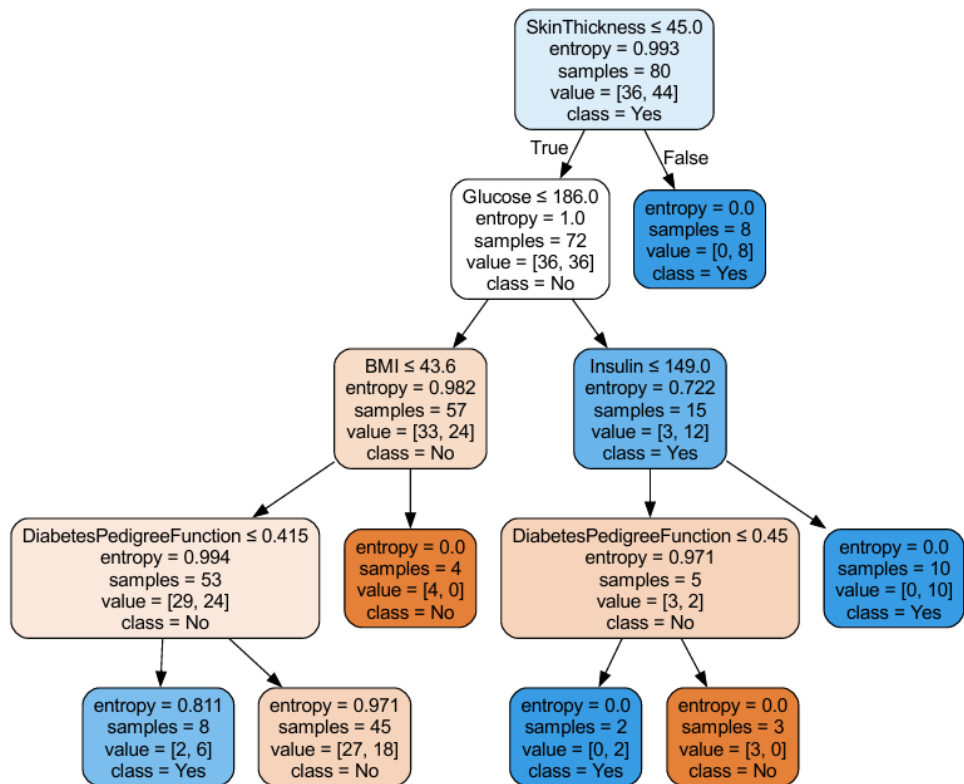 SkinThickness ≤ 45.0
entropy = 0.993
samples = 80
value = [36, 44]
class = Yes
True
False
Glucose ≤ 186.0
entropy = 1.0
samples = 72
value = [36, 36]
class = No
entropy = 0.0
samples = 8
value = [0, 8]
class = Yes
BMI ≤ 43.6
entropy = 0.982
samples = 57
value = [33, 24]
class = No
Insulin ≤ 149.0
entropy = 0.722
samples = 15
value = [3, 12]
class = Yes
DiabetesPedigreeFunction ≤ 0.415
entropy = 0.994
samples = 53
value = [29, 24]
class = No
entropy = 0.0
samples = 4
value = [4, 0]
class = No
DiabetesPedigreeFunction ≤ 0.45
entropy = 0.971
samples = 5
value = [3, 2]
class = No
entropy = 0.0
samples = 10
value = [0, 10]
class = Yes
entropy = 0.811
samples = 8
value = [2, 6]
class = Yes
entropy = 0.971
samples = 45
value = [27, 18]
class = No
entropy = 0.0
samples = 2
value = [0, 2]
class = Yes
entropy = 0.0
samples = 3
value = [3, 0]
class = No